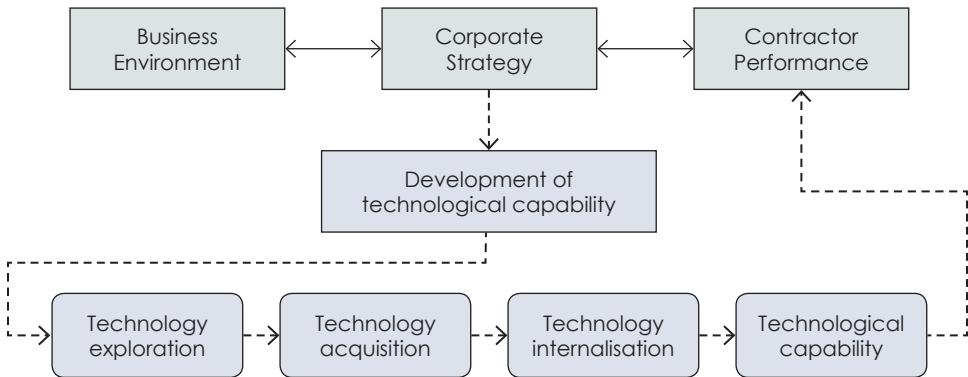 Business
Environment
Corporate
Strategy
Contractor
Performance
Development of
technological capability
Technology
exploration
Technology
acquisition
Technology
internalisation
Technological
capability